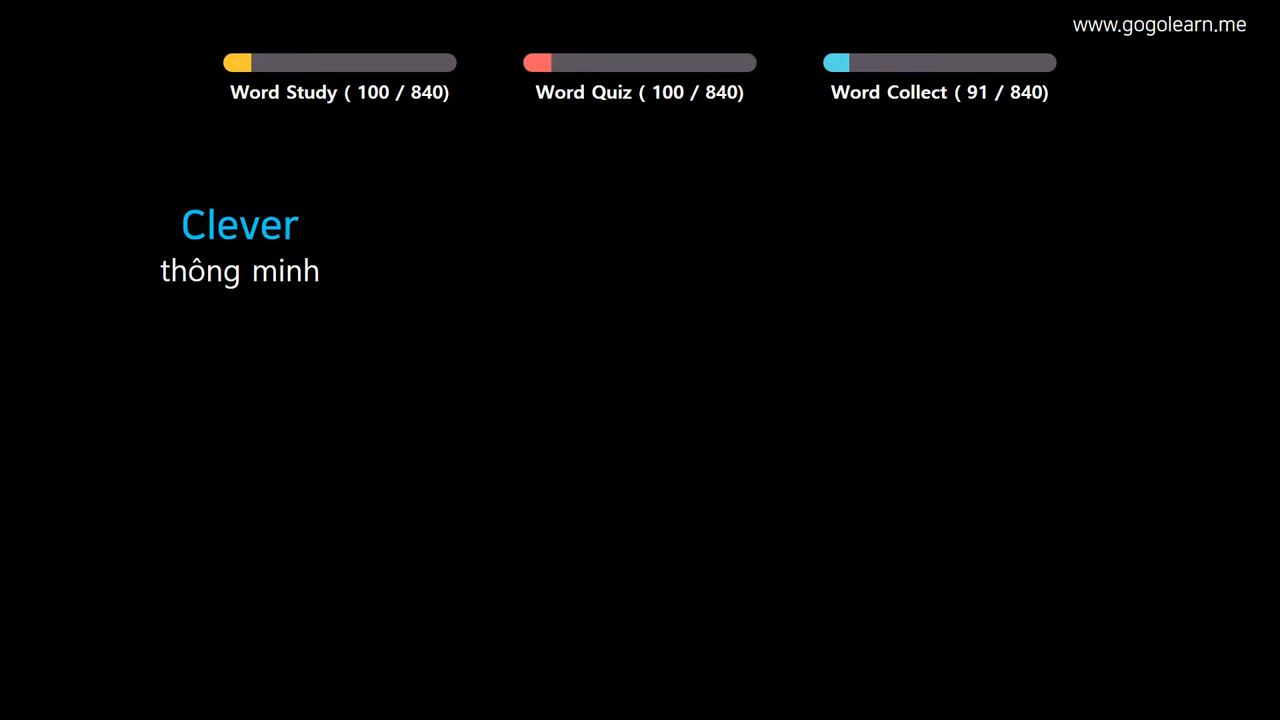 www.gogolearn.me
Word Study ( 100 / 840)
Word Quiz ( 100 / 840)
Word Collect ( 91 / 840)
Clever
thông minh